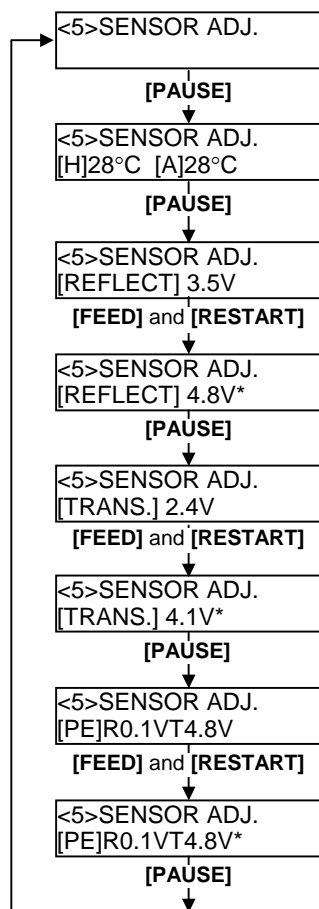 <5>SENSOR ADJ.
[PAUSE]
<5>SENSOR ADJ.
[H]28°C [A]28°C
[PAUSE]
<5>SENSOR ADJ.
[REFLECT] 3.5V
[FEED] and [RESTART]
<5>SENSOR ADJ.
[REFLECT] 4.8V*
[PAUSE]
<5>SENSOR ADJ.
[TRANS.] 2.4V
[FEED] and [RESTART]
<5>SENSOR ADJ.
[TRANS.] 4.1V*
[PAUSE]
<5>SENSOR ADJ.
[PE]R0.1VT4.8V
[FEED] and [RESTART]
<5>SENSOR ADJ.
[PE]R0.1VT4.8V*
[PAUSE]